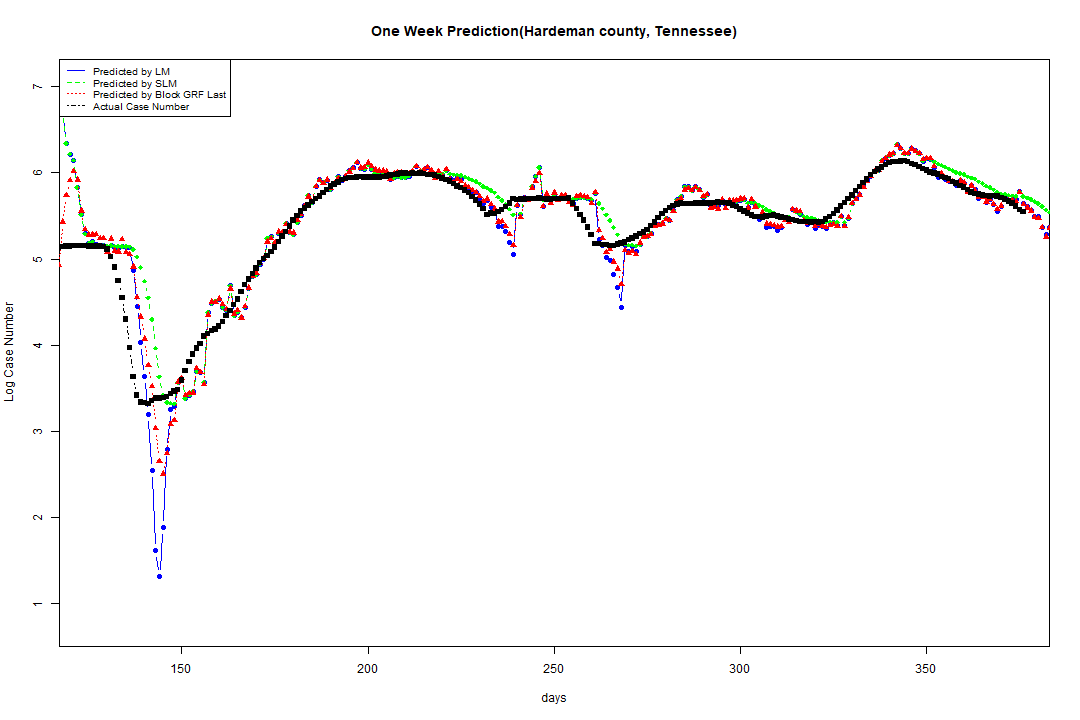 One Week Prediction(Hardeman county, Tennessee)
Predicted by LM
Predicted by SLM
Predicted by Block GRF Last
Actual Case Number
7
6
5
4
3
2
1
Log Case Number
150
200
250
300
350
days